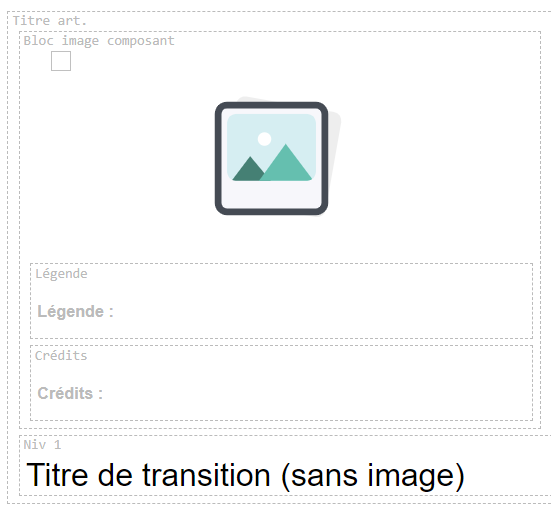 Titre art.
Bloc image composant
Légende
Légende :
Crédits
Crédits :
Niv 1
Titre de transition (sans image)